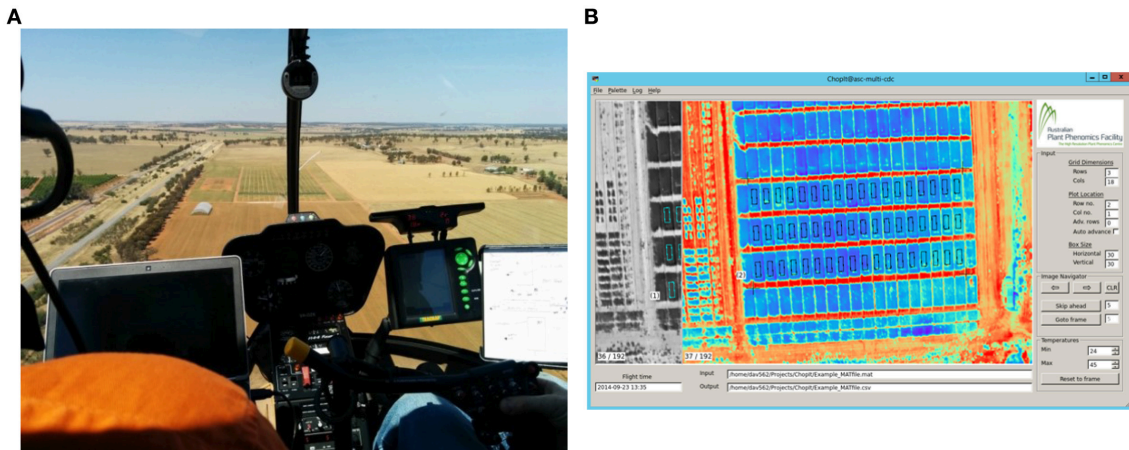 A
B
ChopIt@asc-multi-cdc
File Palette Log Help
Australian
Plant Phenomics Facility
Input
Grid Dimensions
Rows 3
Cols 18
Plot Location
Row no. 2
Col no. 1
Adv. rows 0
Auto advance
Box Size
Horizontal 30
Vertical 30
Image Navigator
CLR
Skip ahead 5
Goto frame
Temperatures
Min 24
Max 45
Reset to frame
(1)
(2)
36 / 192
37 / 192
Flight time
2014-09-23 13:35
Input /home/dav562/Projects/ChopIt/Example_MATfile.mat
Output /home/dav562/Projects/ChopIt/Example_MATfile.csv